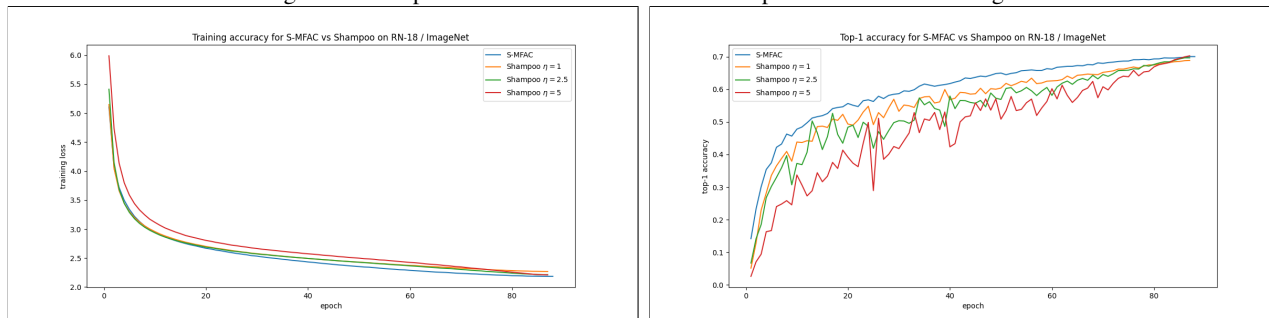 Training accuracy for S-MFAC vs Shampoo on RN-18 / ImageNet
6.0
5.5
5.0
4.5
4.0
3.5
3.0
2.5
2.0
training loss
0
20
40
60
80
epoch
S-MFAC
Shampoo η = 1
Shampoo η = 2.5
Shampoo η = 5
Top-1 accuracy for S-MFAC vs Shampoo on RN-18 / ImageNet
0.7
0.6
0.5
0.4
0.3
0.2
0.1
0.0
top-1 accuracy
0
20
40
60
80
epoch
S-MFAC
Shampoo η = 1
Shampoo η = 2.5
Shampoo η = 5